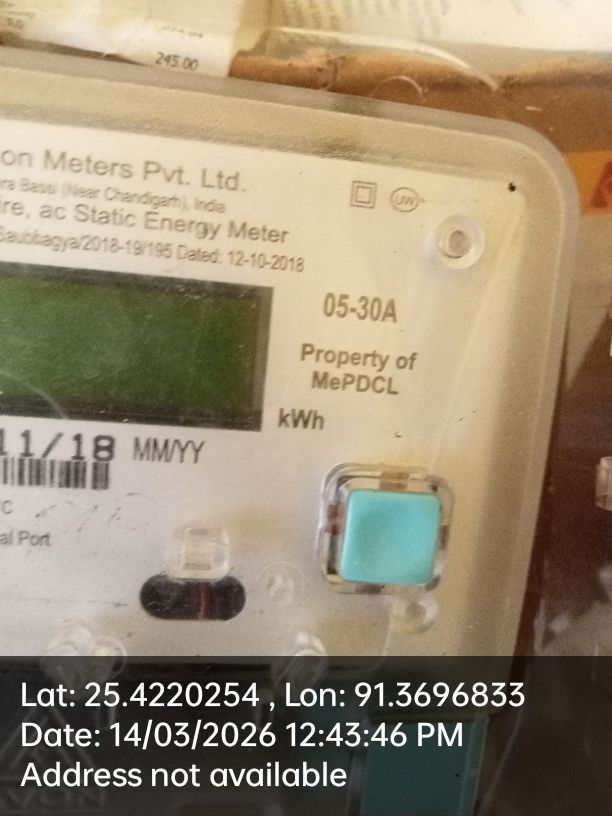 245.00
on Meters Pvt. Ltd.
ra Bassi (Near Chandigarh), India
ire, ac Static Energy Meter
Saubhagya/2018-19/195 Dated: 12-10-2018
UW
05-30A
Property of
MePDCL
kWh
11/18 MM/YY
al Port
Lat: 25.4220254 , Lon: 91.3696833
Date: 14/03/2026 12:43:46 PM
Address not available